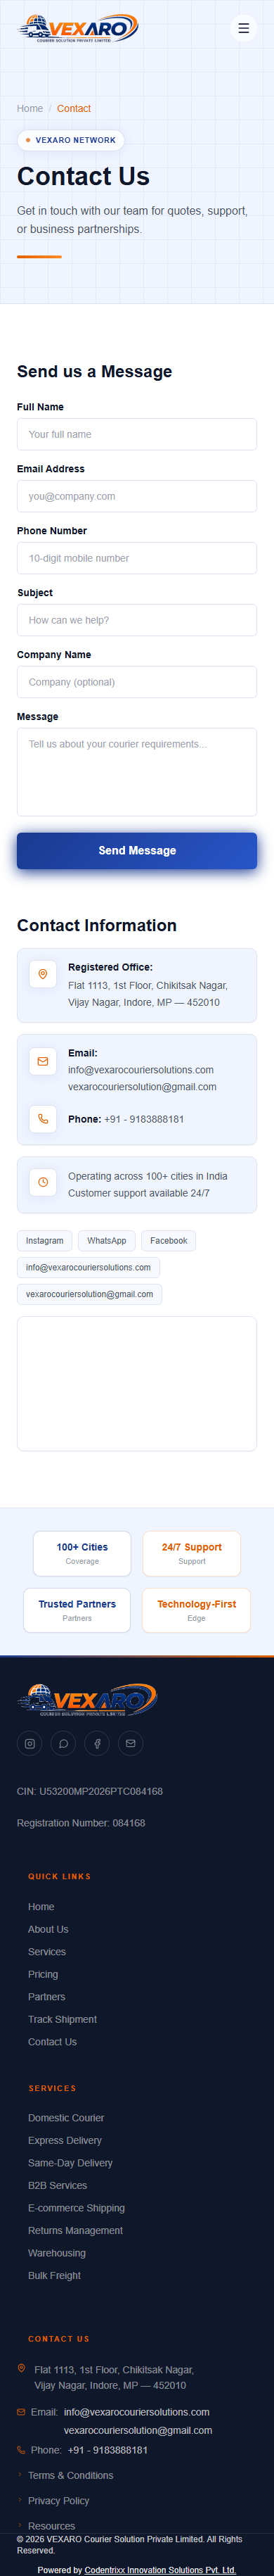 VEXARO
COURIER SOLUTION PRIVATE LIMITED
Home / Contact
VEXARO NETWORK
Contact Us
Get in touch with our team for quotes, support,
or business partnerships.
Send us a Message
Full Name
Your full name
Email Address
you@company.com
Phone Number
10-digit mobile number
Subject
How can we help?
Company Name
Company (optional)
Message
Tell us about your courier requirements...
Send Message
Contact Information
Registered Office:
Flat 1113, 1st Floor, Chikitsak Nagar,
Vijay Nagar, Indore, MP — 452010
Email:
info@vexarocouriersolutions.com
vexarocouriersolution@gmail.com
Phone: +91 - 9183888181
Operating across 100+ cities in India
Customer support available 24/7
Instagram WhatsApp Facebook
info@vexarocouriersolutions.com
vexarocouriersolution@gmail.com
100+ Cities
Coverage
24/7 Support
Support
Trusted Partners
Partners
Technology-First
Edge
VEXARO
COURIER SOLUTION PRIVATE LIMITED
CIN: U53200MP2026PTC084168
Registration Number: 084168
QUICK LINKS
Home
About Us
Services
Pricing
Partners
Track Shipment
Contact Us
SERVICES
Domestic Courier
Express Delivery
Same-Day Delivery
B2B Services
E-commerce Shipping
Returns Management
Warehousing
Bulk Freight
CONTACT US
Flat 1113, 1st Floor, Chikitsak Nagar,
Vijay Nagar, Indore, MP — 452010
Email: info@vexarocouriersolutions.com
vexarocouriersolution@gmail.com
Phone: +91 - 9183888181
Terms & Conditions
Privacy Policy
Resources
© 2026 VEXARO Courier Solution Private Limited. All Rights
Reserved.
Powered by Codentrixx Innovation Solutions Pvt. Ltd.